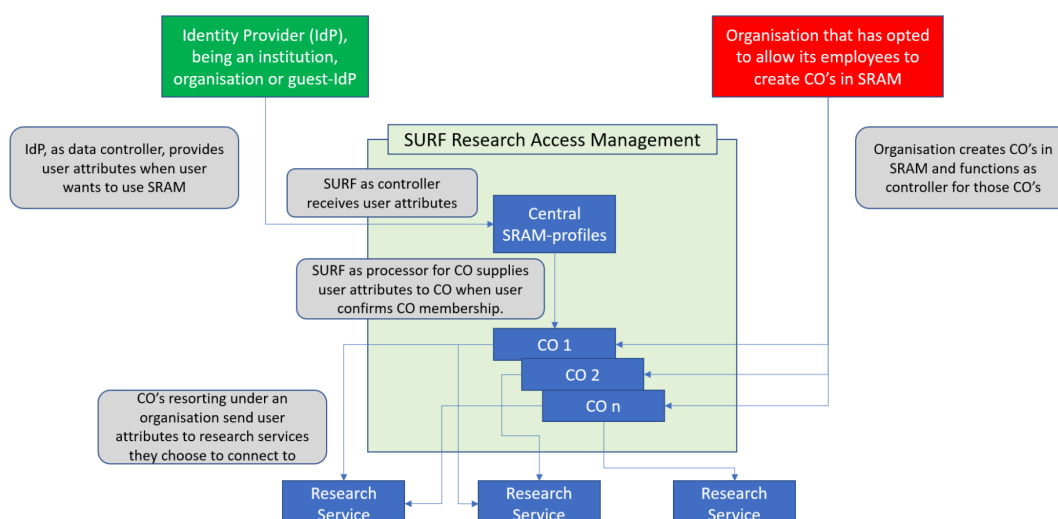 Identity Provider (IdP),
being an institution,
organisation or guest-IdP
Organisation that has opted
to allow its employees to
create CO's in SRAM
IdP, as data controller, provides
user attributes when user
wants to use SRAM
SURF Research Access Management
Organisation creates CO's in
SRAM and functions as
controller for those CO's
SURF as controller
receives user attributes
Central
SRAM-profiles
SURF as processor for CO supplies
user attributes to CO when user
confirms CO membership.
CO 1
CO 2
CO n
CO's resorting under an
organisation send user
attributes to research services
they choose to connect to
Research
Service
Research
Service
Research
Service